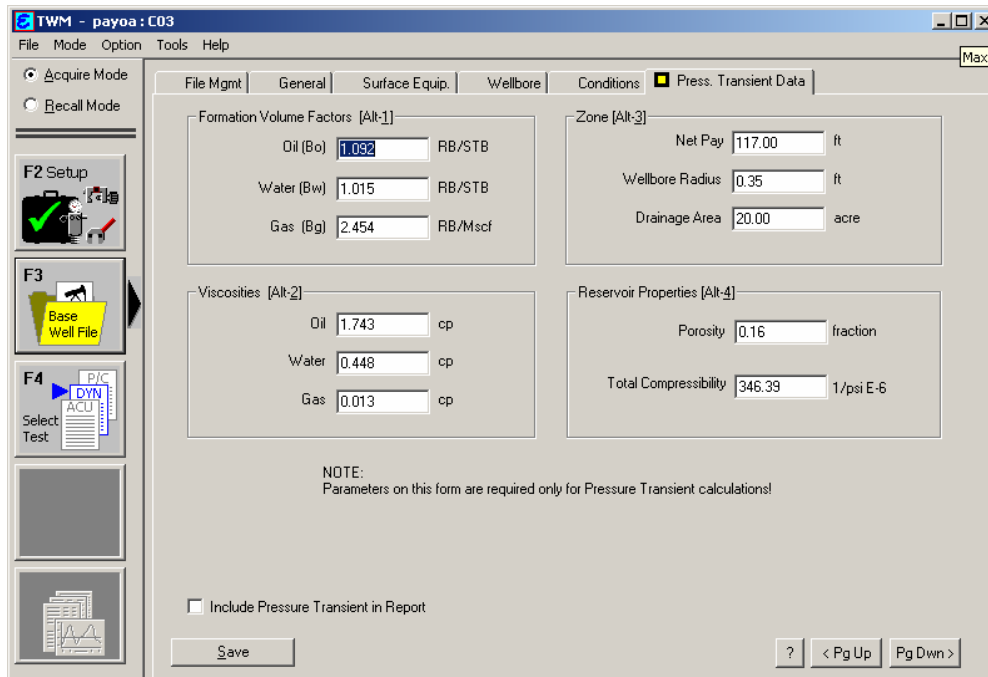 TWM - payoa : C03
File Mode Option Tools Help
Max
Acquire Mode
Recall Mode
F2 Setup
F3
Base
Well File
F4
P/C
DYN
ACU
Select
Test
File Mgmt General Surface Equip. Wellbore Conditions Press. Transient Data
Formation Volume Factors [Alt-1]
Oil (Bo) 1.092 RB/STB
Water (Bw) 1.015 RB/STB
Gas (Bg) 2.454 RB/Mscf
Zone [Alt-3]
Net Pay 117.00 ft
Wellbore Radius 0.35 ft
Drainage Area 20.00 acre
Viscosities [Alt-2]
Oil 1.743 cp
Water 0.448 cp
Gas 0.013 cp
Reservoir Properties [Alt-4]
Porosity 0.16 fraction
Total Compressibility 346.39 1/psi E-6
NOTE:
Parameters on this form are required only for Pressure Transient calculations!
Include Pressure Transient in Report
Save
? < Pg Up Pg Dwn >